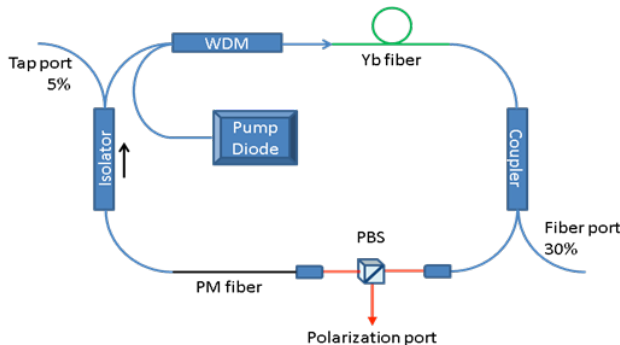 WDM
Tap port
5%
Yb fiber
Pump
Diode
Isolator
Coupler
Fiber port
30%
PBS
PM fiber
Polarization port